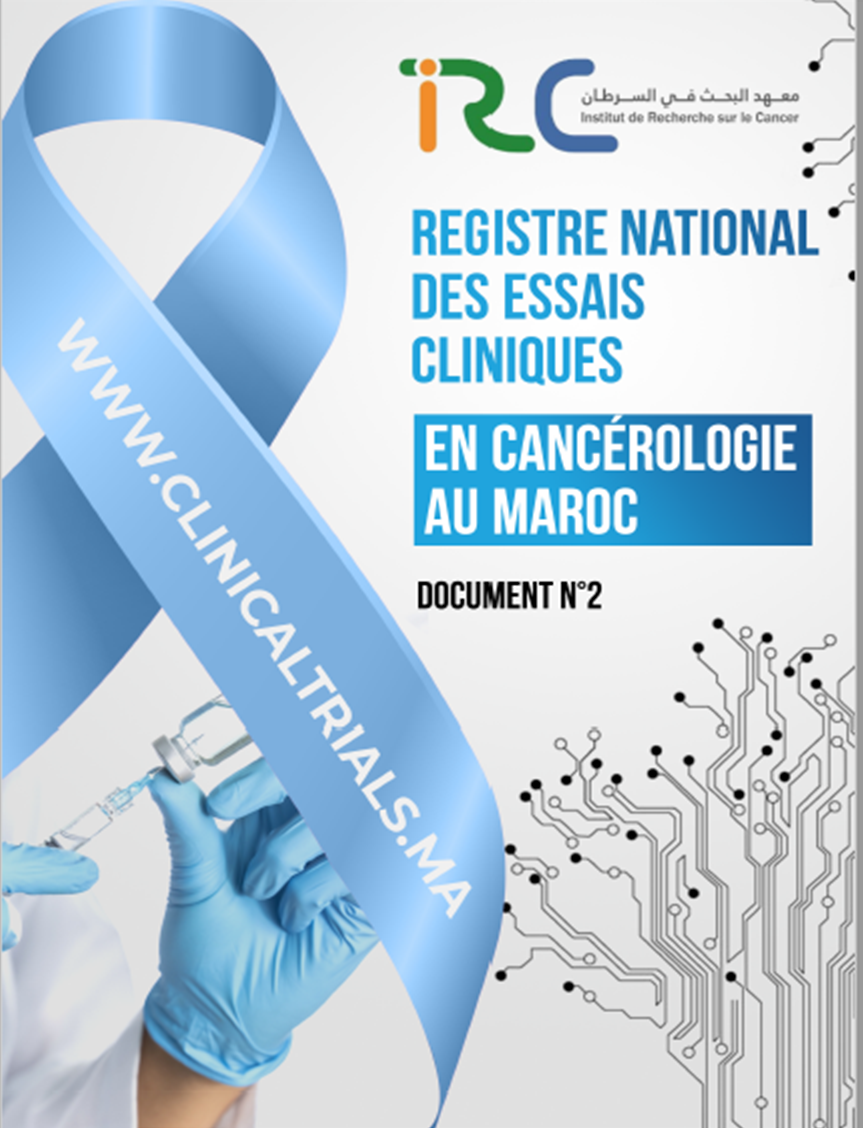 iRC
معهد البحث في السرطان
Institut de Recherche sur le Cancer
REGISTRE NATIONAL
DES ESSAIS
CLINIQUES
EN CANCÉROLOGIE
AU MAROC
DOCUMENT N°2
WWW.CLINICALTRIALS.MA